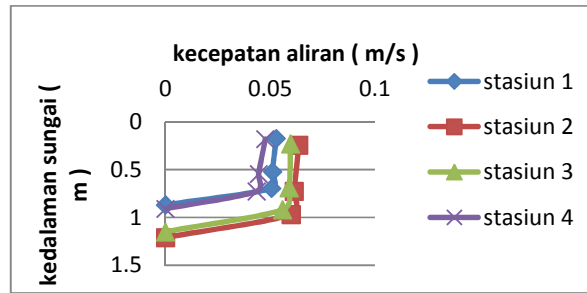 kecepatan aliran ( m/s )
0
0.05
0.1
0
0.5
1
1.5
kedalaman sungai (
m )
stasiun 1
stasiun 2
stasiun 3
stasiun 4